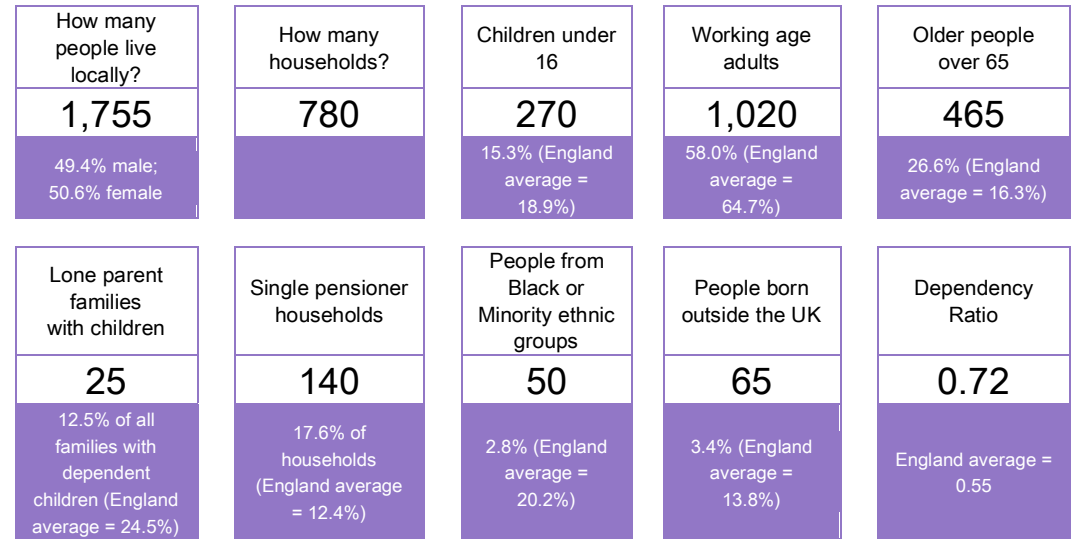 How many
people live
locally?
1,755
49.4% male;
50.6% female
How many
households?
780
Children under
16
270
15.3% (England
average =
18.9%)
Working age
adults
1,020
58.0% (England
average =
64.7%)
Older people
over 65
465
26.6% (England
average = 16.3%)
Lone parent
families
with children
25
12.5% of all
families with
dependent
children (England
average = 24.5%)
Single pensioner
households
140
17.6% of
households
(England average
= 12.4%)
People from
Black or
Minority ethnic
groups
50
2.8% (England
average =
20.2%)
People born
outside the UK
65
3.4% (England
average =
13.8%)
Dependency
Ratio
0.72
England average =
0.55